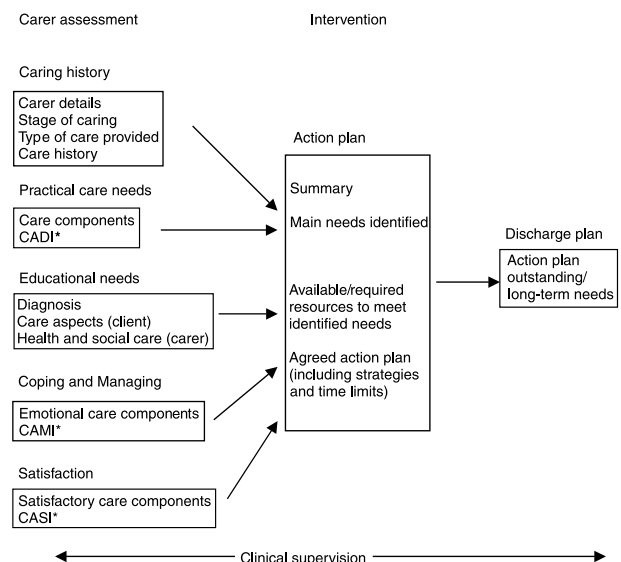 Carer assessment
Intervention
Caring history
Carer details
Stage of caring
Type of care provided
Care history
Practical care needs
Care components
CADI*
Educational needs
Diagnosis
Care aspects (client)
Health and social care (carer)
Coping and Managing
Emotional care components
CAMI*
Satisfaction
Satisfactory care components
CASI*
Action plan
Summary
Main needs identified
Available/required
resources to meet
identified needs
Agreed action plan
(including strategies
and time limits)
Discharge plan
Action plan
outstanding/
long-term needs
Clinical supervision